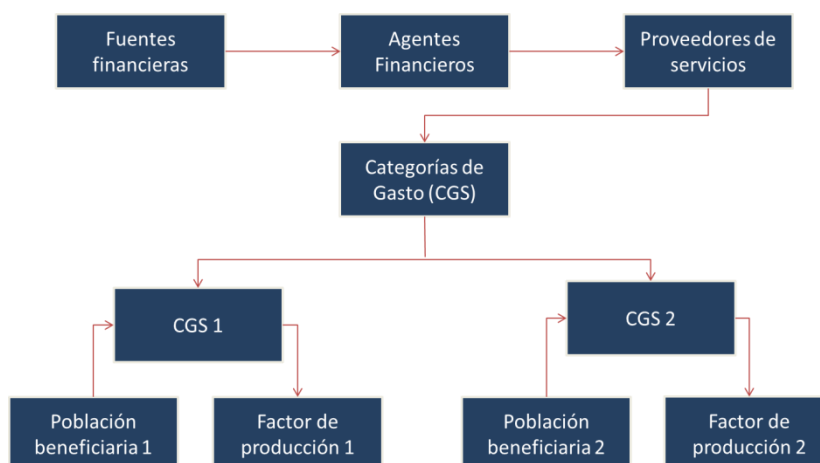 Fuentes
financieras
Agentes
Financieros
Proveedores de
servicios
Categorías de
Gasto (CGS)
CGS 1
CGS 2
Población
beneficiaria 1
Factor de
producción 1
Población
beneficiaria 2
Factor de
producción 2